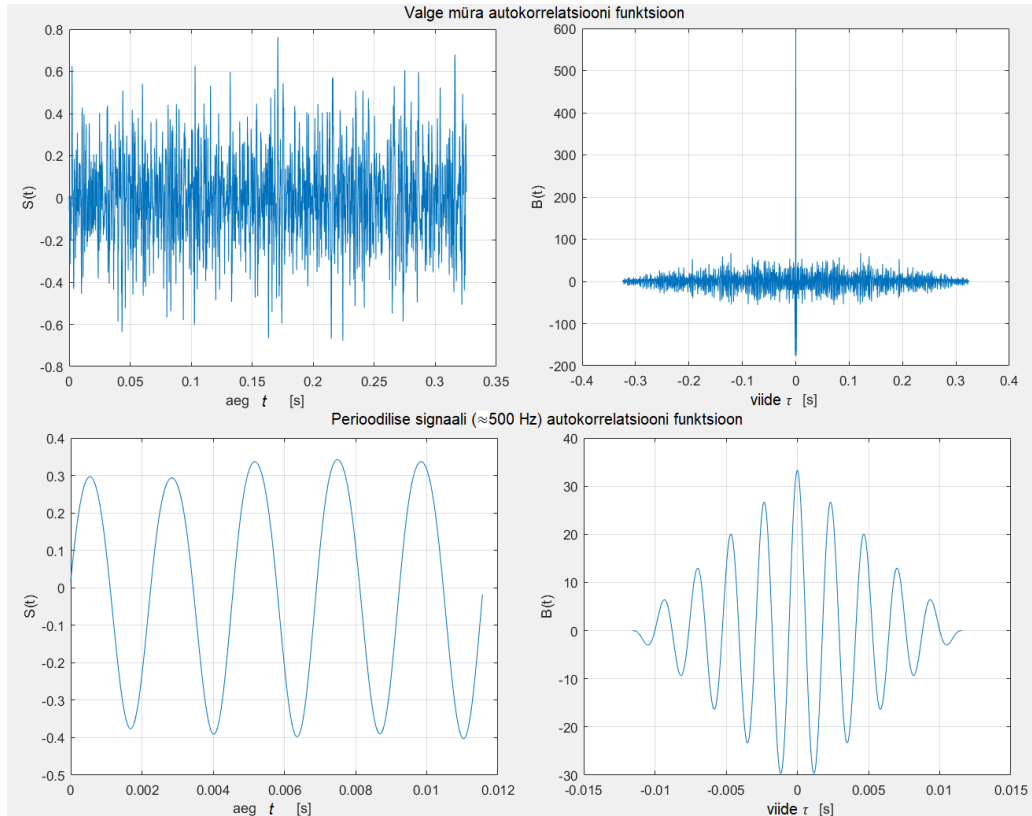 Valge müra autokorrelatsiooni funktsioon
0.8
0.6
0.4
0.2
0
-0.2
-0.4
-0.6
-0.8
S(t)
0 0.05 0.1 0.15 0.2 0.25 0.3 0.35
aeg t [s]
600
500
400
300
200
100
0
-100
-200
B(t)
-0.4 -0.3 -0.2 -0.1 0 0.1 0.2 0.3 0.4
viide τ [s]
Perioodilise signaali (≈500 Hz) autokorrelatsiooni funktsioon
0.4
0.3
0.2
0.1
0
-0.1
-0.2
-0.3
-0.4
-0.5
S(t)
0 0.002 0.004 0.006 0.008 0.01 0.012
aeg t [s]
40
30
20
10
0
-10
-20
-30
B(t)
-0.015 -0.01 -0.005 0 0.005 0.01 0.015
viide τ [s]